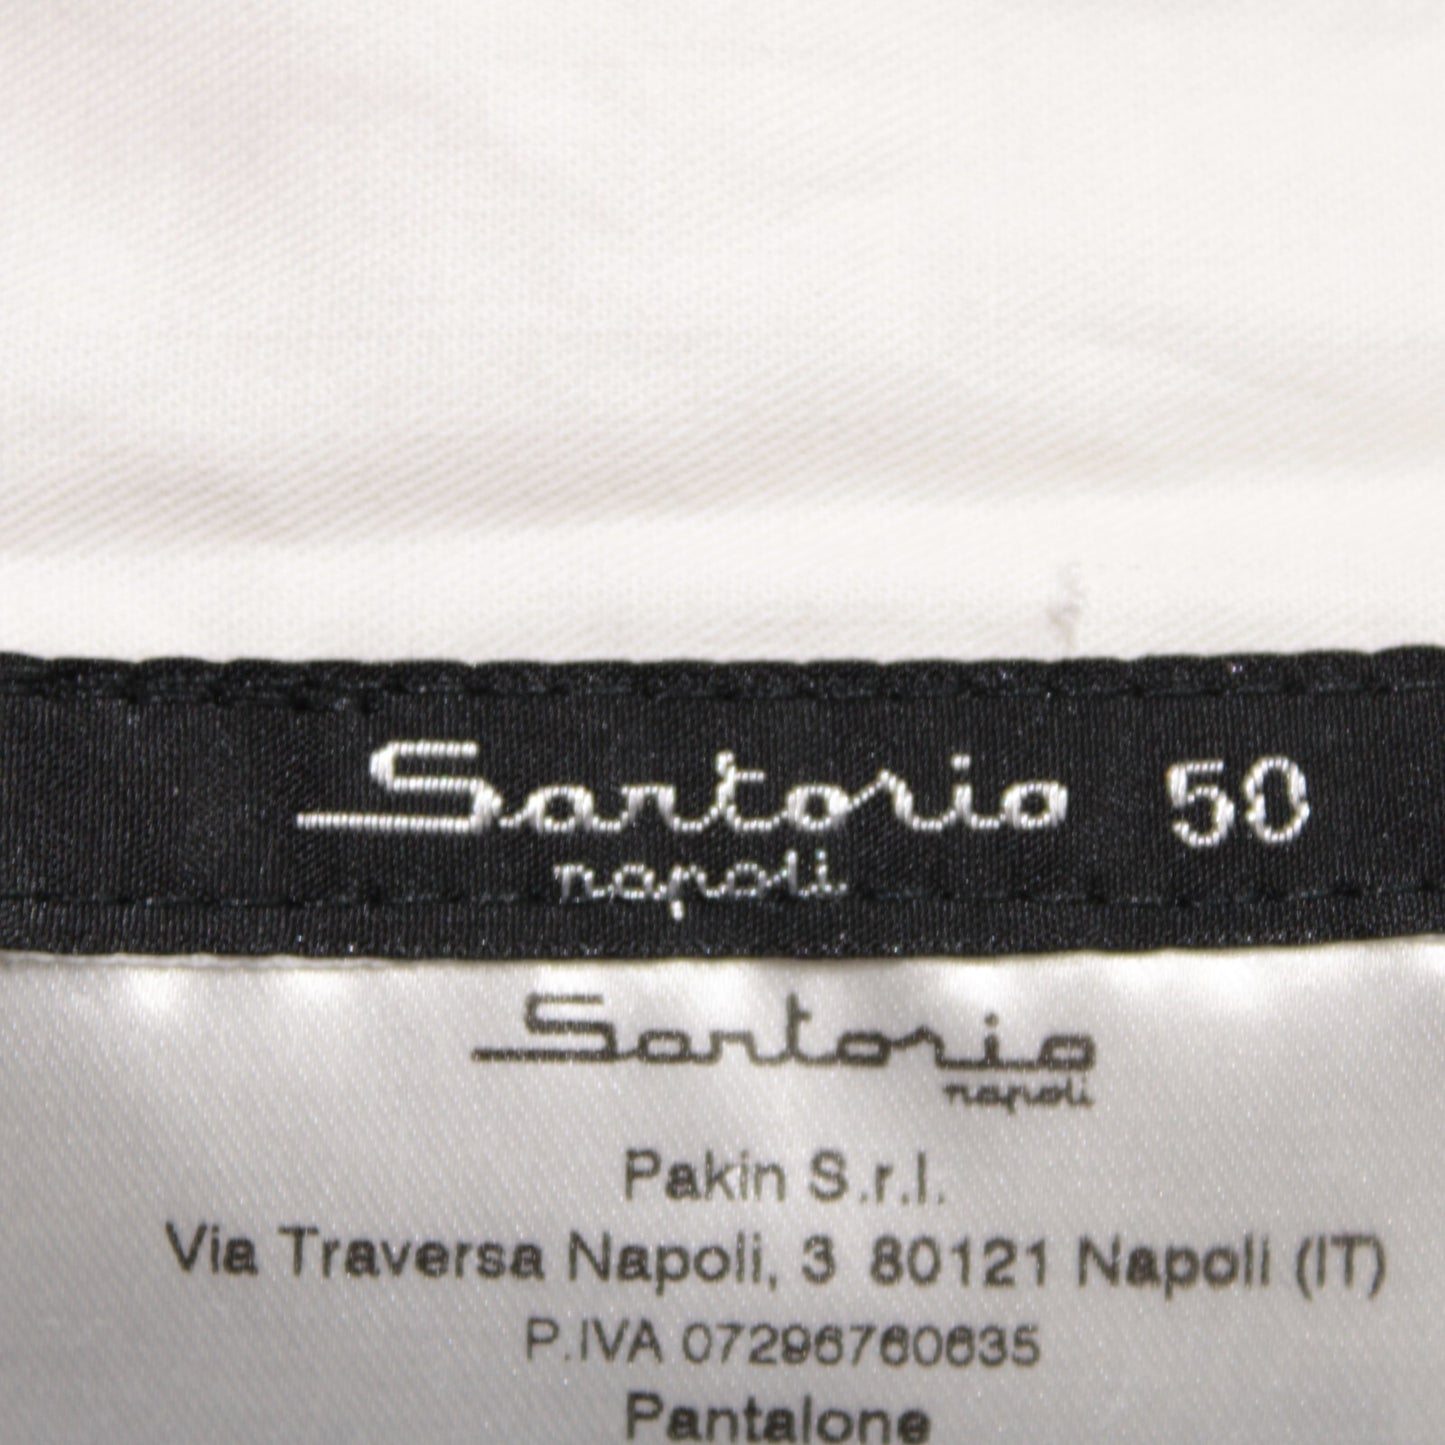 Sartorio 50
napoli
Sartorio
napoli
Pakin S.r.l.
Via Traversa Napoli, 3 80121 Napoli (IT)
P.IVA 07296760635
Pantalone